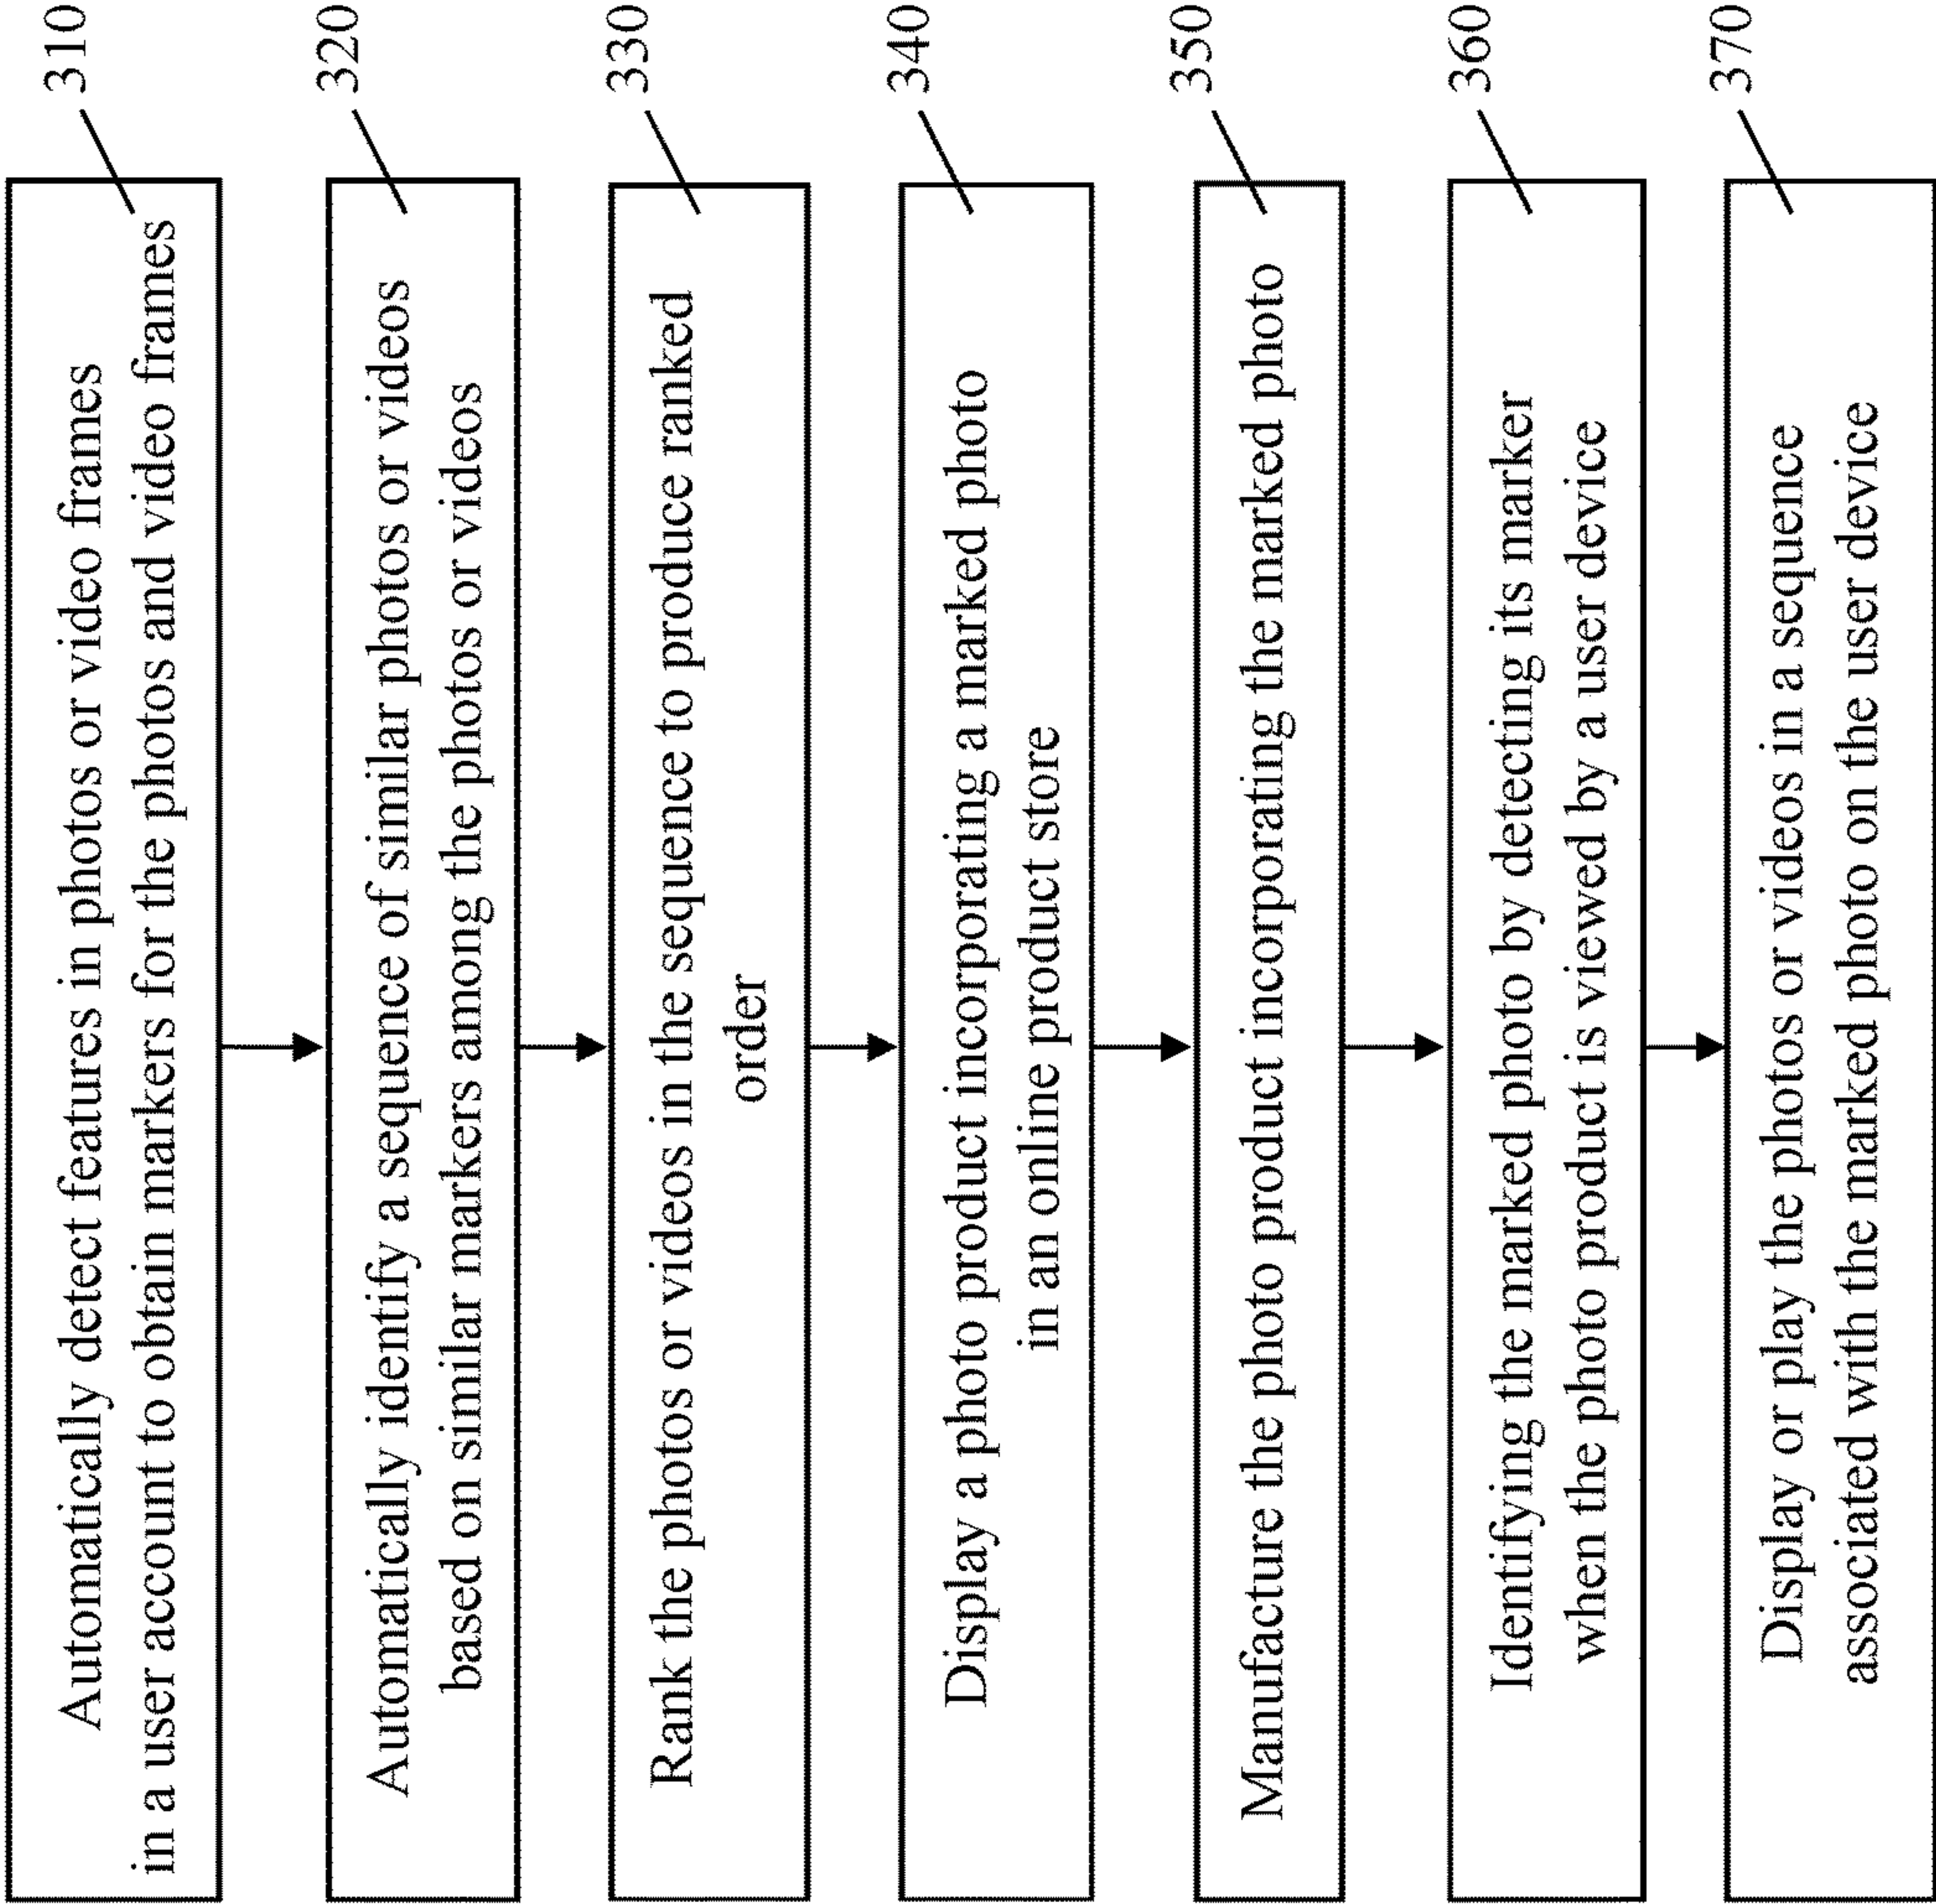 Automatically detect features in photos or video frames
in a user account to obtain markers for the photos and video frames
310
Automatically identify a sequence of similar photos or videos
based on similar markers among the photos or videos
320
Rank the photos or videos in the sequence to produce ranked
order
330
Display a photo product incorporating a marked photo
in an online product store
340
Manufacture the photo product incorporating the marked photo
350
Identifying the marked photo by detecting its marker
when the photo product is viewed by a user device
360
Display or play the photos or videos in a sequence
associated with the marked photo on the user device
370